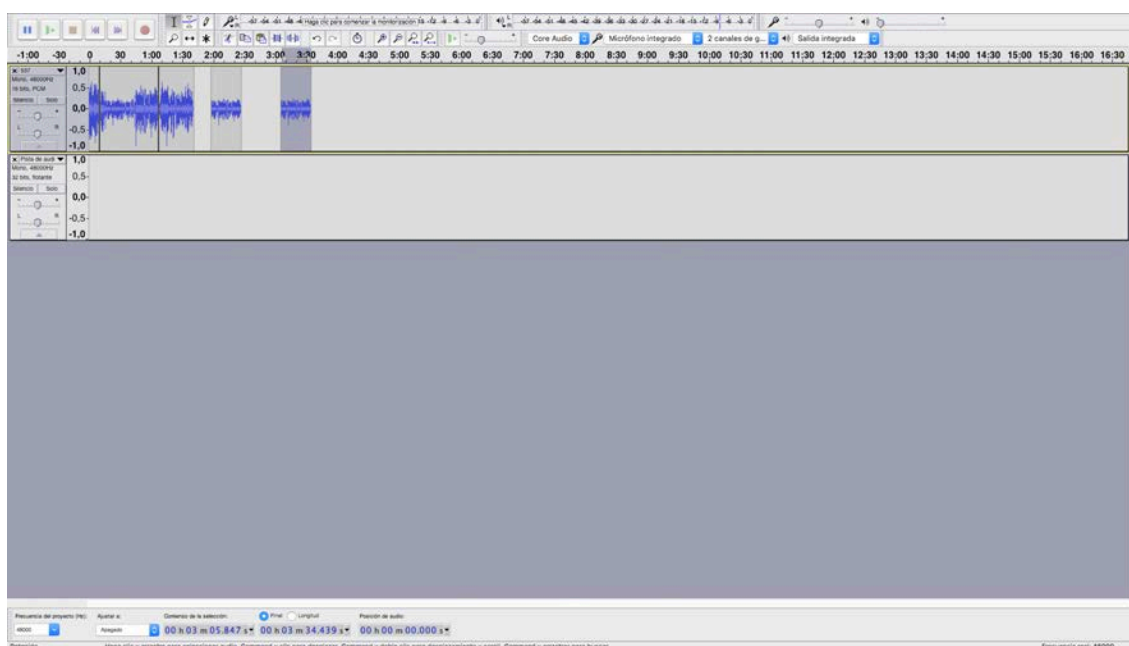 Haga clic para comenzar la monitorización
Core Audio Micrófono integrado 2 canales de g... Salida integrada
-1:00 -30 0 30 1:00 1:30 2:00 2:30 3:00 3:30 4:00 4:30 5:00 5:30 6:00 6:30 7:00 7:30 8:00 8:30 9:00 9:30 10:00 10:30 11:00 11:30 12:00 12:30 13:00 13:30 14:00 14:30 15:00 15:30 16:00 16:30
1,0
Mono, 48000Hz
16 bits, PCM
0,5
Silencio Solo
0,0
L R
-0,5
-1,0
Pista de audi 1,0
Mono, 48000Hz
32 bits, flotante
0,5
Silencio Solo
0,0
L R
-0,5
-1,0
Frecuencia del proyecto (Hz): Ajustar a: Comienzo de la selección: Final Longitud Posición de audio:
48000 Apagado 00 h 03 m 05.847 s 00 h 03 m 34.439 s 00 h 00 m 00.000 s